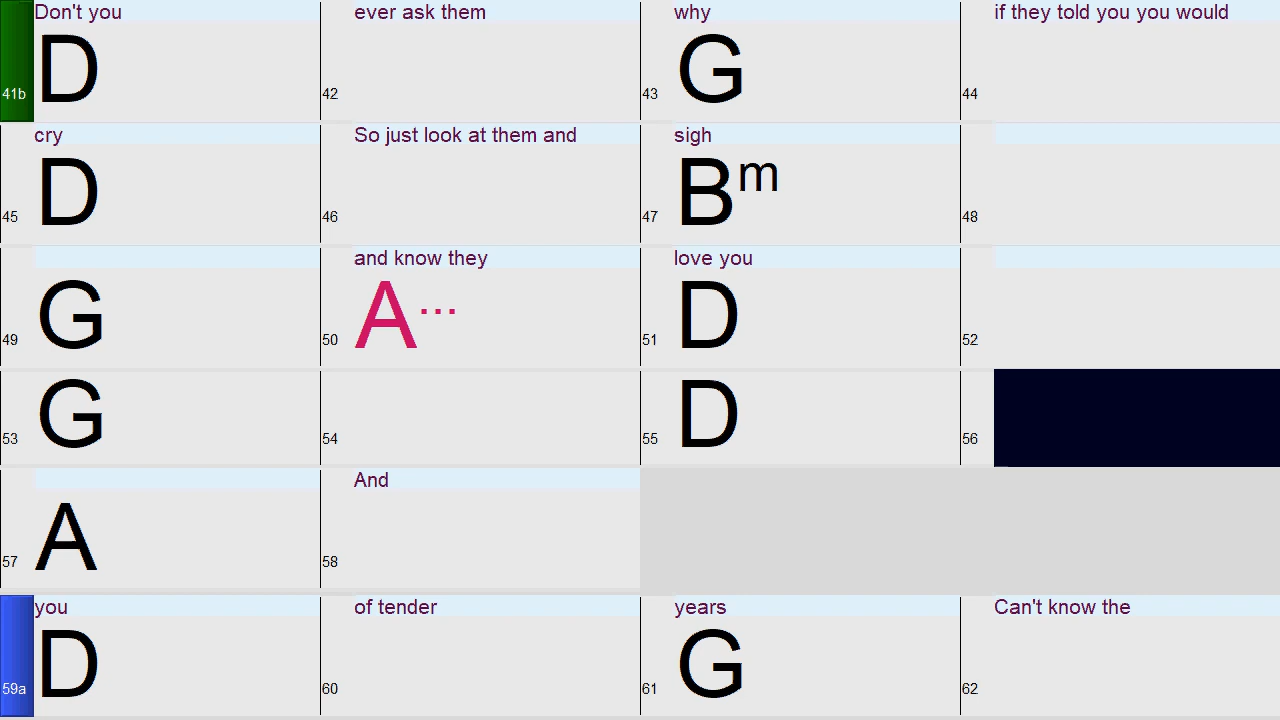 Don't you ever ask them why if they told you you would
41b D 42 43 G 44
cry So just look at them and sigh
45 D 46 47 Bm 48
and know they love you
49 G 50 A... 51 D 52
53 G 54 55 D 56
And
57 A 58
you of tender years Can't know the
59a D 60 61 G 62